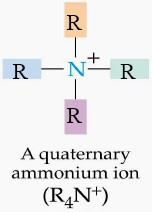 R
R N+ R
R
A quaternary
ammonium ion
(R₄N⁺)